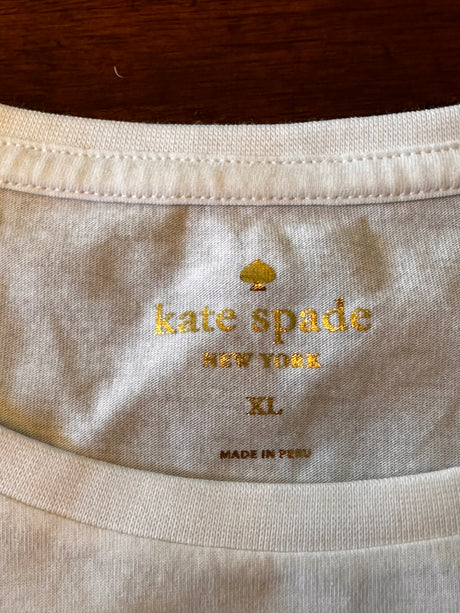 kate spade
NEW YORK
XL
MADE IN PERU